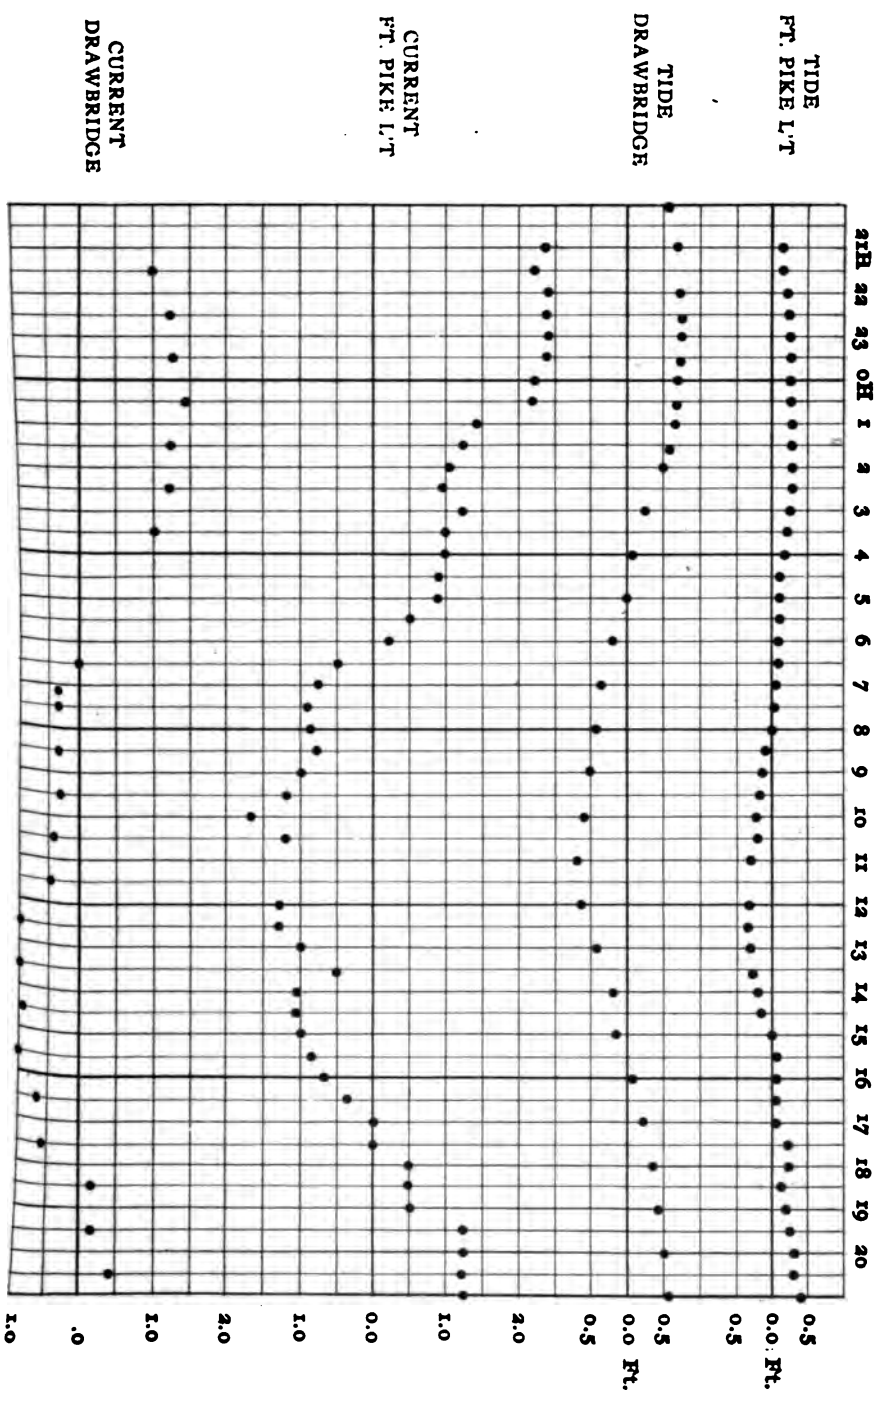 TIDE
FT. PIKE L'T
TIDE
DRAWBRIDGE
CURRENT
FT. PIKE L'T
CURRENT
DRAWBRIDGE
21H 22 23 0H 1 2 3 4 5 6 7 8 9 10 11 12 13 14 15 16 17 18 19 20
0.5
0.0 Ft.
0.5
0.5
0.0 Ft.
0.5
2.0
1.0
0.0
1.0
2.0
1.0
.0
1.0